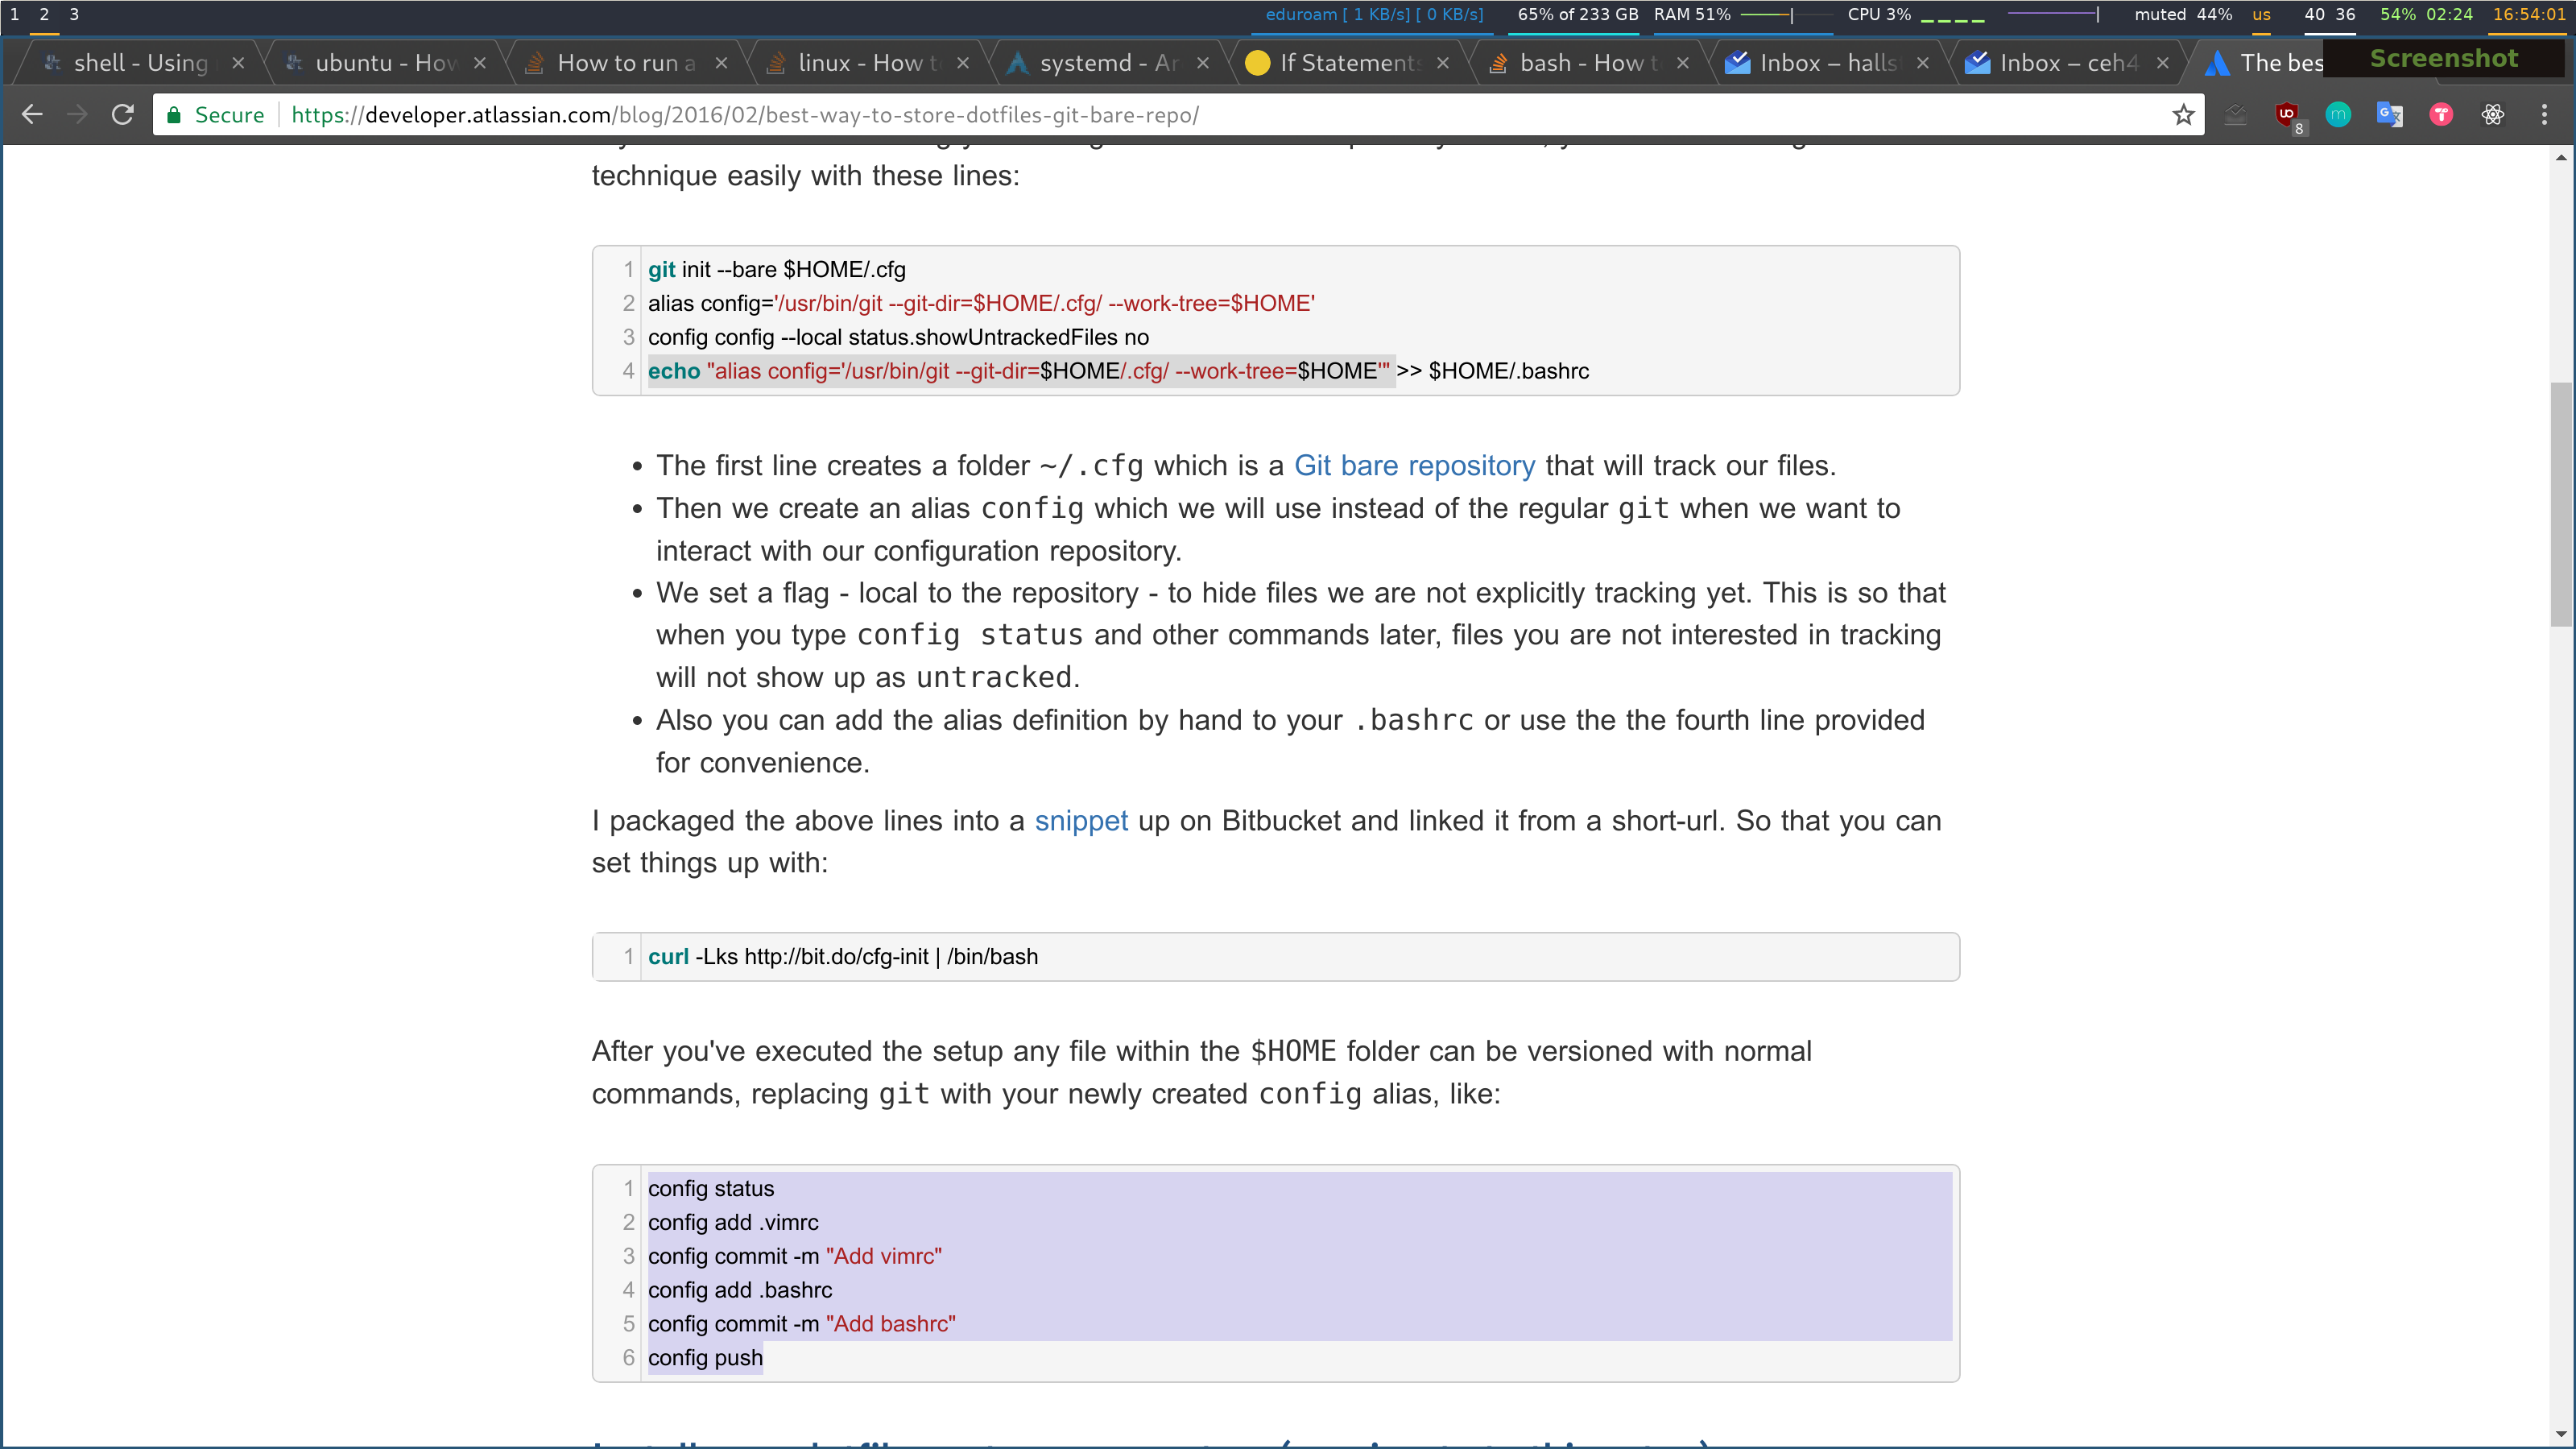 1 2 3 eduroam [ 1 KB/s] [ 0 KB/s] 65% of 233 GB RAM 51% CPU 3% muted 44% us 40 36 54% 02:24 16:54:01
shell - Using × ubuntu - How × How to run a × linux - How to × systemd - Ar × If Statements × bash - How to × Inbox – halls × Inbox – ceh4 × The bes Screenshot
Secure https://developer.atlassian.com/blog/2016/02/best-way-to-store-dotfiles-git-bare-repo/ 8
technique easily with these lines:
1 git init --bare $HOME/.cfg
2 alias config='/usr/bin/git --git-dir=$HOME/.cfg/ --work-tree=$HOME'
3 config config --local status.showUntrackedFiles no
4 echo "alias config='/usr/bin/git --git-dir=$HOME/.cfg/ --work-tree=$HOME'" >> $HOME/.bashrc
• The first line creates a folder ~/.cfg which is a Git bare repository that will track our files.
• Then we create an alias config which we will use instead of the regular git when we want to
interact with our configuration repository.
• We set a flag - local to the repository - to hide files we are not explicitly tracking yet. This is so that
when you type config status and other commands later, files you are not interested in tracking
will not show up as untracked.
• Also you can add the alias definition by hand to your .bashrc or use the the fourth line provided
for convenience.
I packaged the above lines into a snippet up on Bitbucket and linked it from a short-url. So that you can
set things up with:
1 curl -Lks http://bit.do/cfg-init | /bin/bash
After you've executed the setup any file within the $HOME folder can be versioned with normal
commands, replacing git with your newly created config alias, like:
1 config status
2 config add .vimrc
3 config commit -m "Add vimrc"
4 config add .bashrc
5 config commit -m "Add bashrc"
6 config push